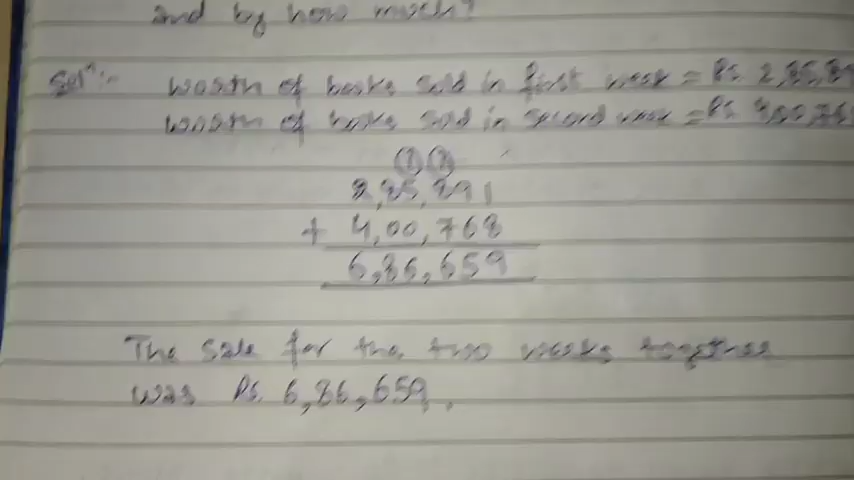 and by how much?
Solⁿ:- Worth of books sold in first week = Rs. 2,85,89
Worth of books sold in second week = Rs. 4,00,76
(1) (1)
2,85,891
+ 4,00,768
6,86,659
The sale for the two weeks together
was Rs. 6,86,659.